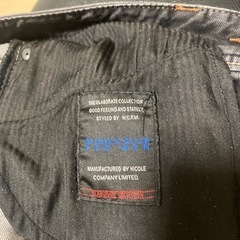 THE ELABORATE COLLECTION
GOOD FEELING AND STATELY.
STYLED BY N.C.F.M.
MANUFACTURED BY NICOLE
COMPANY LIMITED.